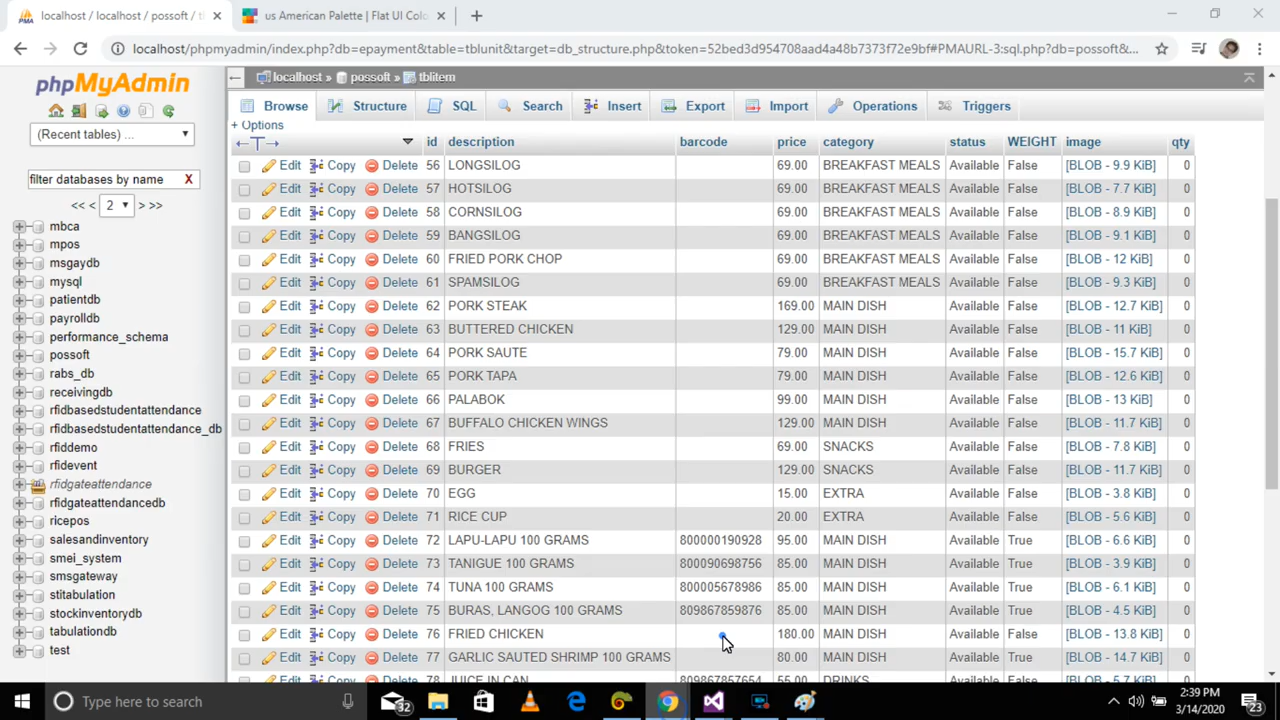 localhost / localhost / possoft / t
us American Palette | Flat UI Colo
localhost/phpmyadmin/index.php?db=epayment&table=tblunit&target=db_structure.php&token=52bed3d954708aad4a48b7373f72e9bf#PMAURL-3:sql.php?db=possoft&...
phpMyAdmin
(Recent tables) ...
filter databases by name X
<< < 2 > >>
mbca
mpos
msgaydb
mysql
patientdb
payrolldb
performance_schema
possoft
rabs_db
receivingdb
rfidbasedstudentattendance
rfidbasedstudentattendance_db
rfiddemo
rfidevent
rfidgateattendance
rfidgateattendancedb
ricepos
salesandinventory
smei_system
smsgateway
stitabulation
stockinventorydb
tabulationdb
test
localhost » possoft » tblitem
Browse Structure SQL Search Insert Export Import Operations Triggers
+ Options
id description barcode price category status WEIGHT image qty
Edit Copy Delete 56 LONGSILOG 69.00 BREAKFAST MEALS Available False [BLOB - 9.9 KiB] 0
Edit Copy Delete 57 HOTSILOG 69.00 BREAKFAST MEALS Available False [BLOB - 7.7 KiB] 0
Edit Copy Delete 58 CORNSILOG 69.00 BREAKFAST MEALS Available False [BLOB - 8.9 KiB] 0
Edit Copy Delete 59 BANGSILOG 69.00 BREAKFAST MEALS Available False [BLOB - 9.1 KiB] 0
Edit Copy Delete 60 FRIED PORK CHOP 69.00 BREAKFAST MEALS Available False [BLOB - 12 KiB] 0
Edit Copy Delete 61 SPAMSILOG 69.00 BREAKFAST MEALS Available False [BLOB - 9.3 KiB] 0
Edit Copy Delete 62 PORK STEAK 169.00 MAIN DISH Available False [BLOB - 12.7 KiB] 0
Edit Copy Delete 63 BUTTERED CHICKEN 129.00 MAIN DISH Available False [BLOB - 11 KiB] 0
Edit Copy Delete 64 PORK SAUTE 79.00 MAIN DISH Available False [BLOB - 15.7 KiB] 0
Edit Copy Delete 65 PORK TAPA 79.00 MAIN DISH Available False [BLOB - 12.6 KiB] 0
Edit Copy Delete 66 PALABOK 99.00 MAIN DISH Available False [BLOB - 13 KiB] 0
Edit Copy Delete 67 BUFFALO CHICKEN WINGS 129.00 MAIN DISH Available False [BLOB - 11.7 KiB] 0
Edit Copy Delete 68 FRIES 69.00 SNACKS Available False [BLOB - 7.8 KiB] 0
Edit Copy Delete 69 BURGER 129.00 SNACKS Available False [BLOB - 11.7 KiB] 0
Edit Copy Delete 70 EGG 15.00 EXTRA Available False [BLOB - 3.8 KiB] 0
Edit Copy Delete 71 RICE CUP 20.00 EXTRA Available False [BLOB - 5.6 KiB] 0
Edit Copy Delete 72 LAPU-LAPU 100 GRAMS 800000190928 95.00 MAIN DISH Available True [BLOB - 6.6 KiB] 0
Edit Copy Delete 73 TANIGUE 100 GRAMS 800090698756 85.00 MAIN DISH Available True [BLOB - 3.9 KiB] 0
Edit Copy Delete 74 TUNA 100 GRAMS 800005678986 85.00 MAIN DISH Available True [BLOB - 6.1 KiB] 0
Edit Copy Delete 75 BURAS, LANGOG 100 GRAMS 809867859876 85.00 MAIN DISH Available True [BLOB - 4.5 KiB] 0
Edit Copy Delete 76 FRIED CHICKEN 180.00 MAIN DISH Available False [BLOB - 13.8 KiB] 0
Edit Copy Delete 77 GARLIC SAUTED SHRIMP 100 GRAMS 80.00 MAIN DISH Available True [BLOB - 14.7 KiB] 0
Edit Copy Delete 78 JUICE IN CAN 809867857654 55.00 DRINKS Available False [BLOB - 5.7 KiB] 0
Type here to search
32
2:39 PM
3/14/2020
23